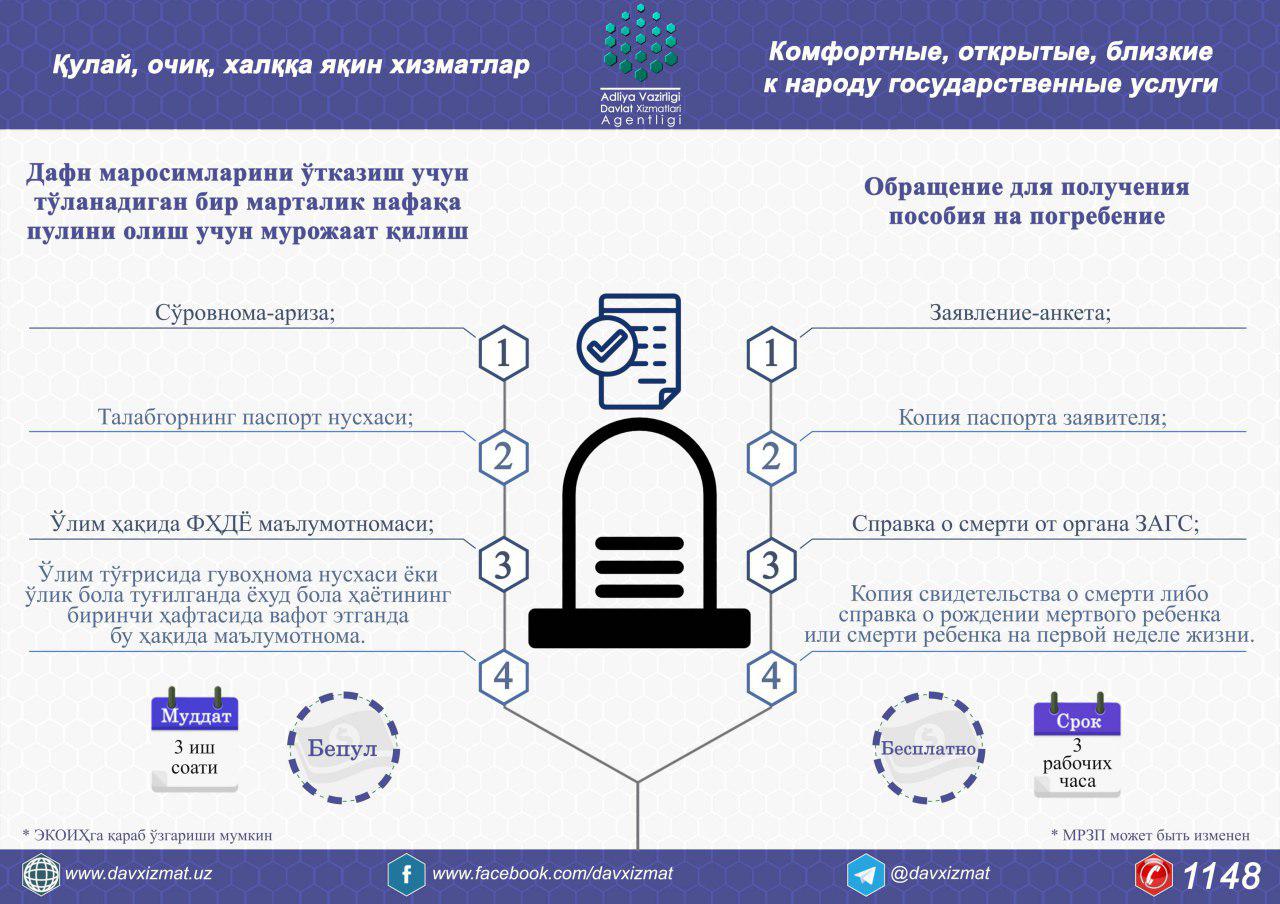 Қулай, очиқ, халққа яқин хизматлар
Adliya Vazirligi
Davlat Xizmatlari
Agentligi
Комфортные, открытые, близкие
к народу государственные услуги
Дафн маросимларини ўтказиш учун
тўланадиган бир марталик нафақа
пулини олиш учун мурожаат қилиш
Сўровнома-ариза;
1
Талабгорнинг паспорт нусхаси;
2
Ўлим ҳақида ФҲДЁ маълумотномаси;
3
Ўлим тўғрисида гувоҳнома нусхаси ёки
ўлик бола туғилганда ёхуд бола ҳаётининг
биринчи ҳафтасида вафот этганда
бу ҳақида маълумотнома.
4
Муддат
3 иш
соати
Бепул
* ЭКОИҲга қараб ўзгариши мумкин
Обращение для получения
пособия на погребение
Заявление-анкета;
1
Копия паспорта заявителя;
2
Справка о смерти от органа ЗАГС;
3
Копия свидетельства о смерти либо
справка о рождении мертвого ребенка
или смерти ребенка на первой неделе жизни.
4
Бесплатно
Срок
3
рабочих
часа
* МРЗП может быть изменен
www.davxizmat.uz
www.facebook.com/davxizmat
@davxizmat
1148